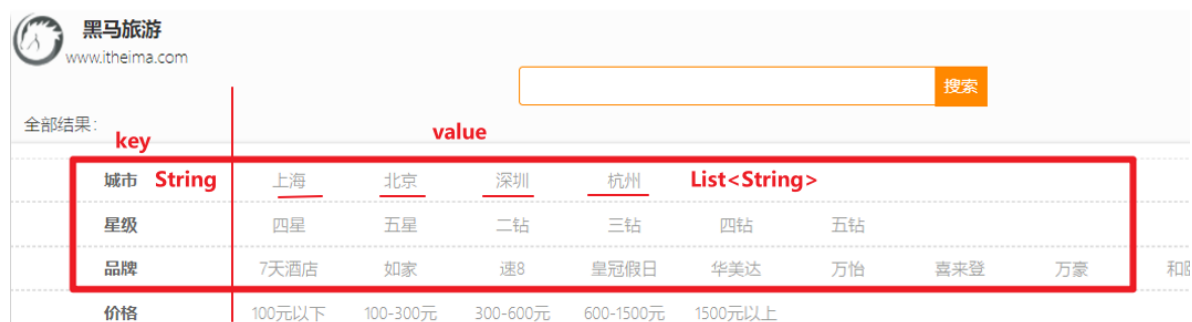 黑马旅游
www.itheima.com
搜索
全部结果:
key
value
城市 String 上海 北京 深圳 杭州 List<String>
星级 四星 五星 二钻 三钻 四钻 五钻
品牌 7天酒店 如家 速8 皇冠假日 华美达 万怡 喜来登 万豪 和
价格 100元以下 100-300元 300-600元 600-1500元 1500元以上